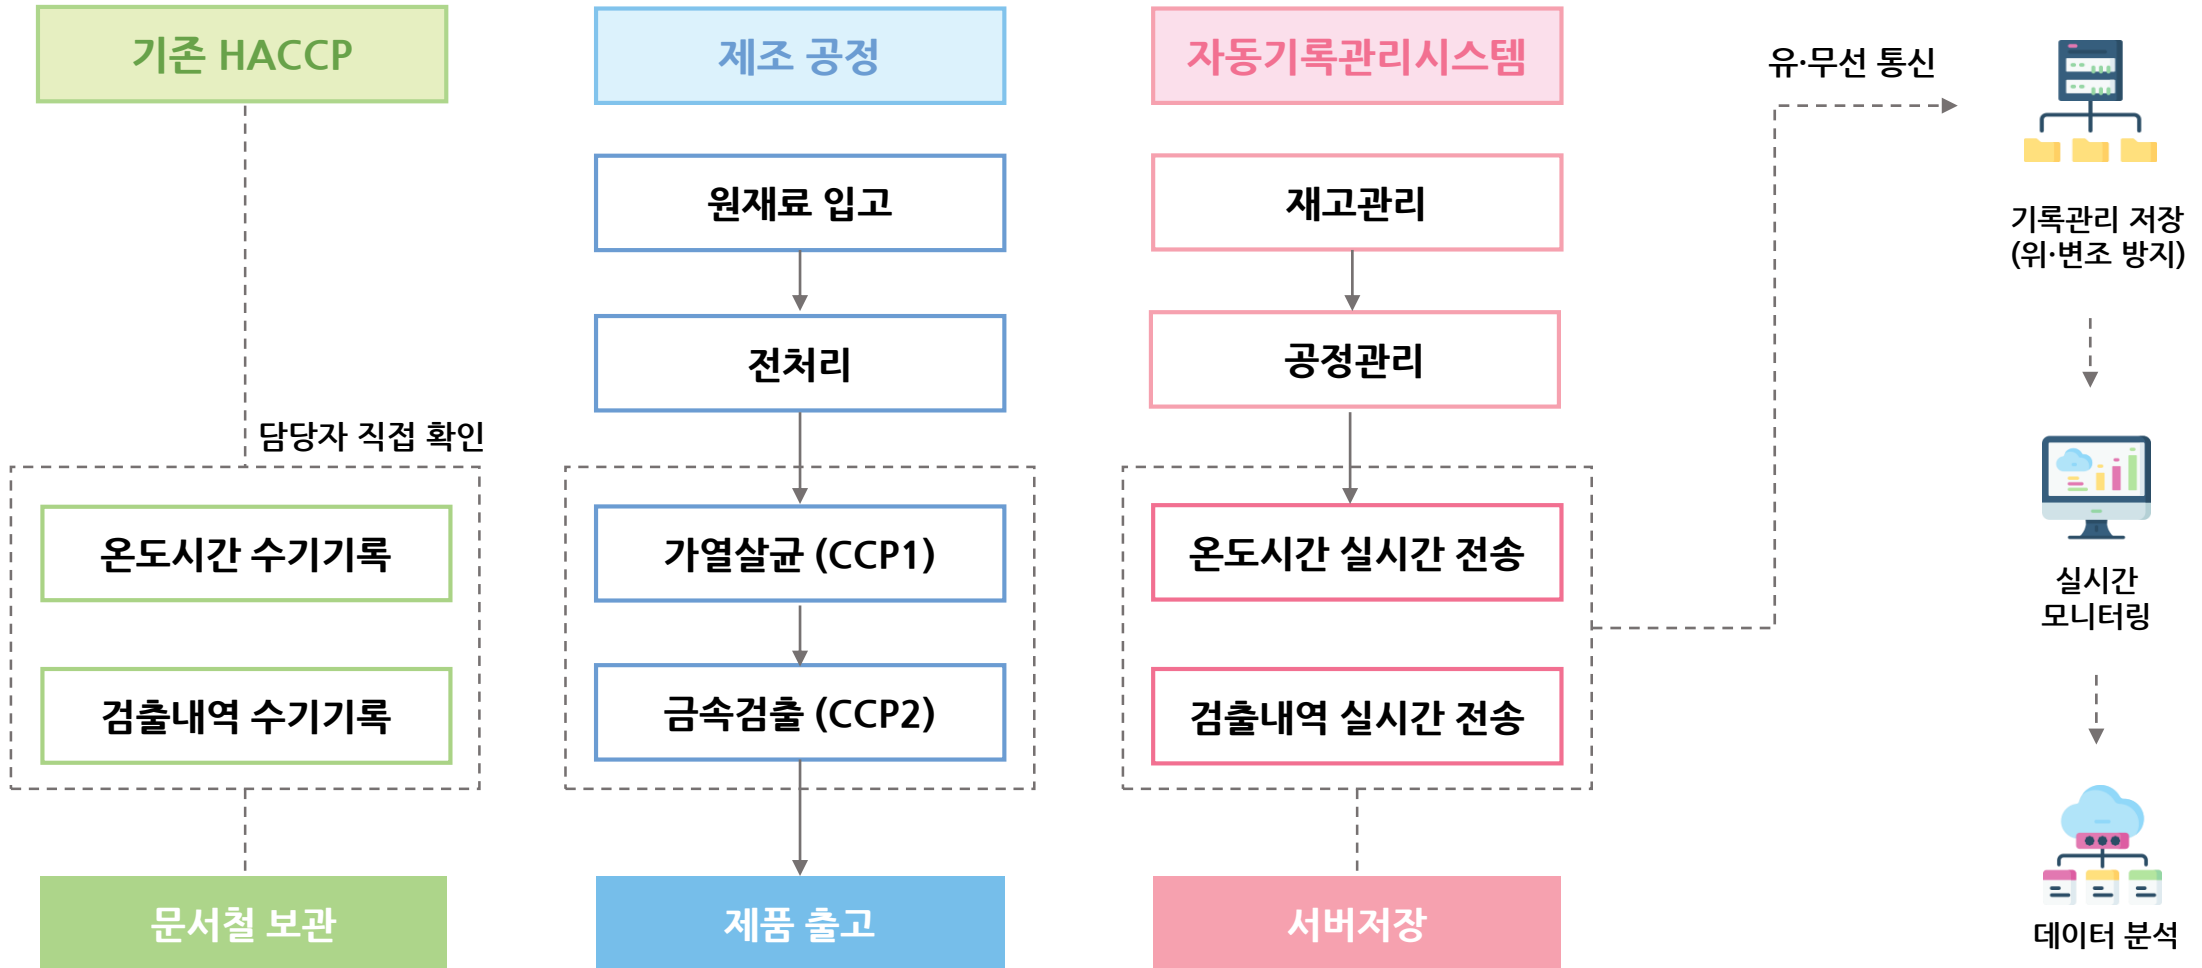 기존 HACCP
담당자 직접 확인
온도시간 수기기록
검출내역 수기기록
문서철 보관
제조 공정
원재료 입고
전처리
가열살균 (CCP1)
금속검출 (CCP2)
제품 출고
자동기록관리시스템
재고관리
공정관리
온도시간 실시간 전송
검출내역 실시간 전송
서버저장
유·무선 통신
기록관리 저장
(위·변조 방지)
실시간
모니터링
데이터 분석